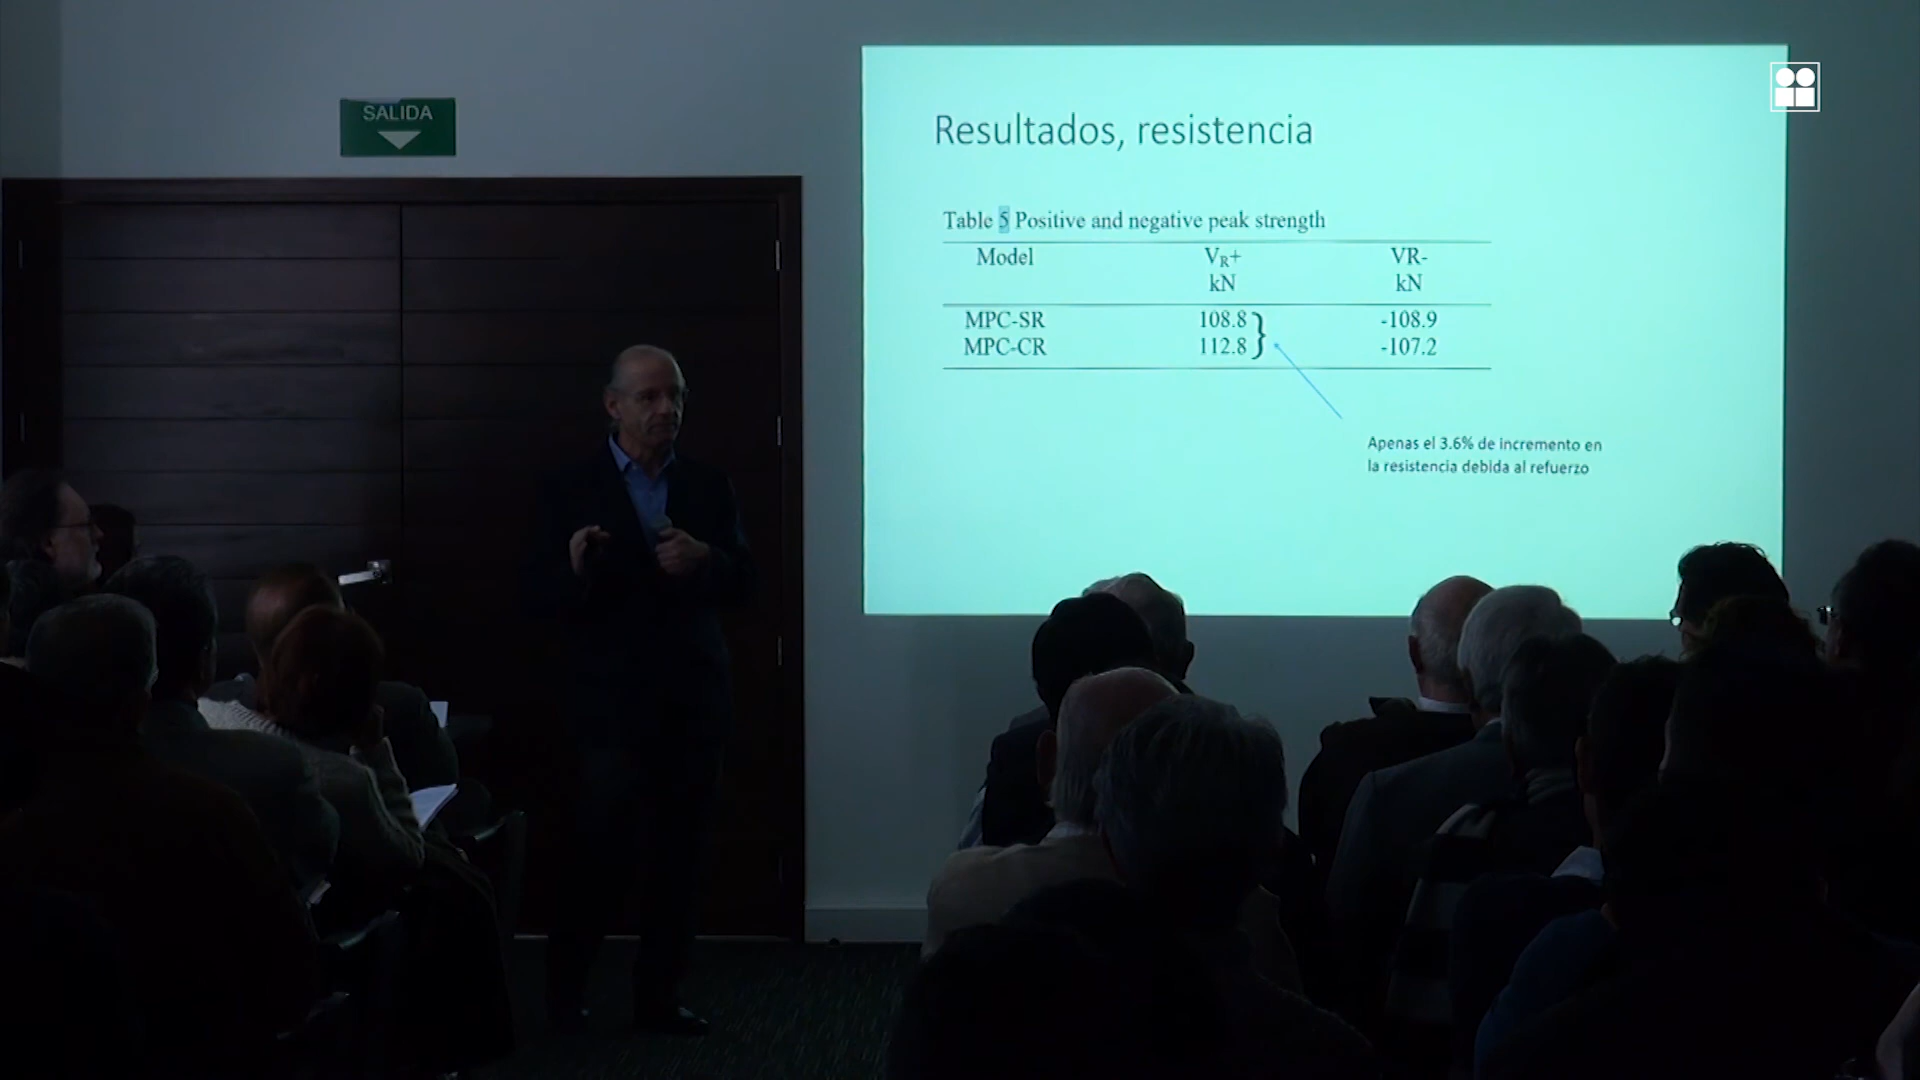 SALIDA
Resultados, resistencia
Table 5 Positive and negative peak strength
Model VR+ VR-
kN kN
MPC-SR 108.8 -108.9
MPC-CR 112.8 -107.2
Apenas el 3.6% de incremento en
la resistencia debida al refuerzo